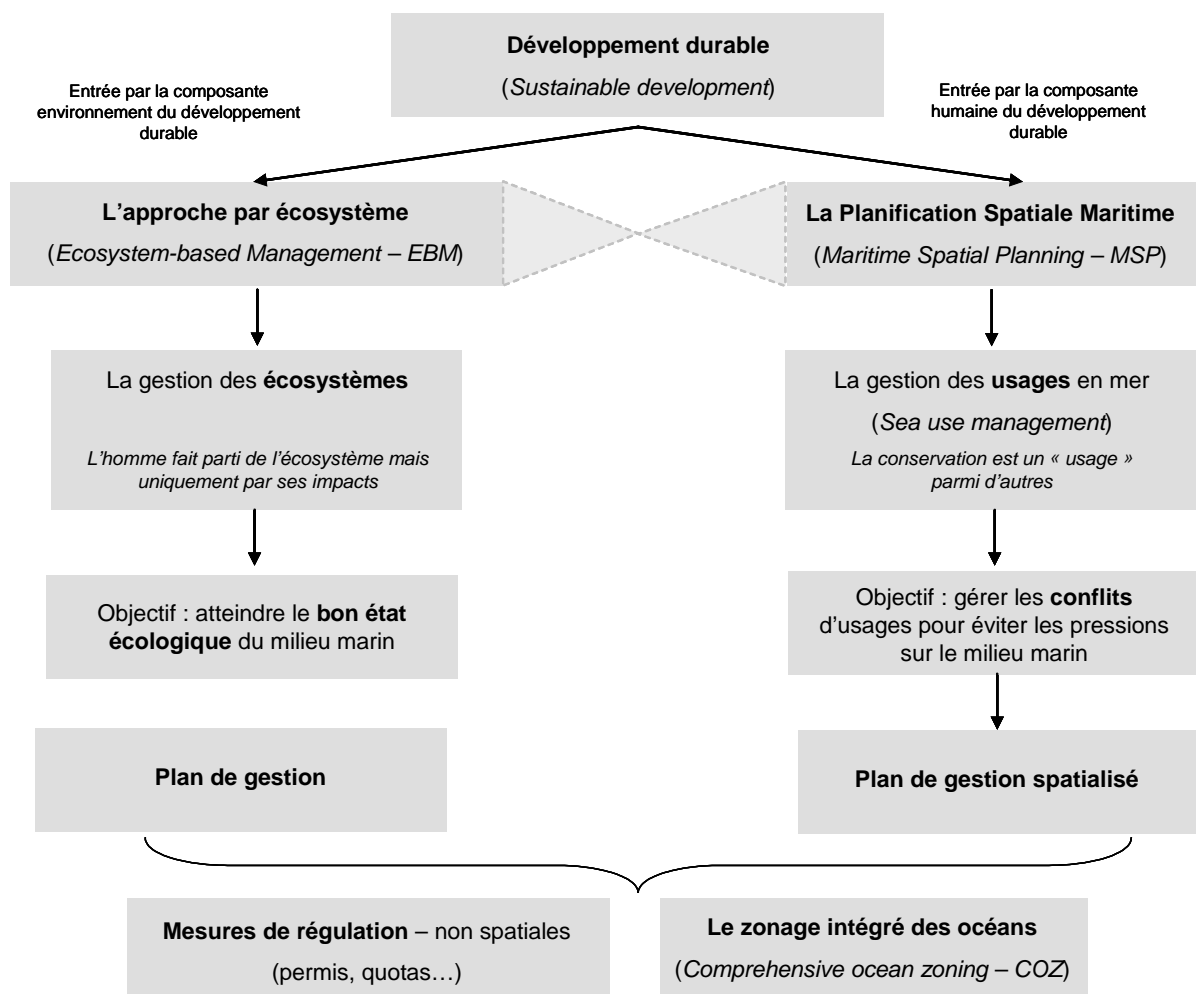 Développement durable
(Sustainable development)
Entrée par la composante
environnement du développement
durable
Entrée par la composante
humaine du développement
durable
L'approche par écosystème
(Ecosystem-based Management – EBM)
La Planification Spatiale Maritime
(Maritime Spatial Planning – MSP)
La gestion des écosystèmes
L'homme fait parti de l'écosystème mais
uniquement par ses impacts
La gestion des usages en mer
(Sea use management)
La conservation est un « usage »
parmi d'autres
Objectif : atteindre le bon état
écologique du milieu marin
Objectif : gérer les conflits
d'usages pour éviter les pressions
sur le milieu marin
Plan de gestion
Plan de gestion spatialisé
Mesures de régulation – non spatiales
(permis, quotas…)
Le zonage intégré des océans
(Comprehensive ocean zoning – COZ)